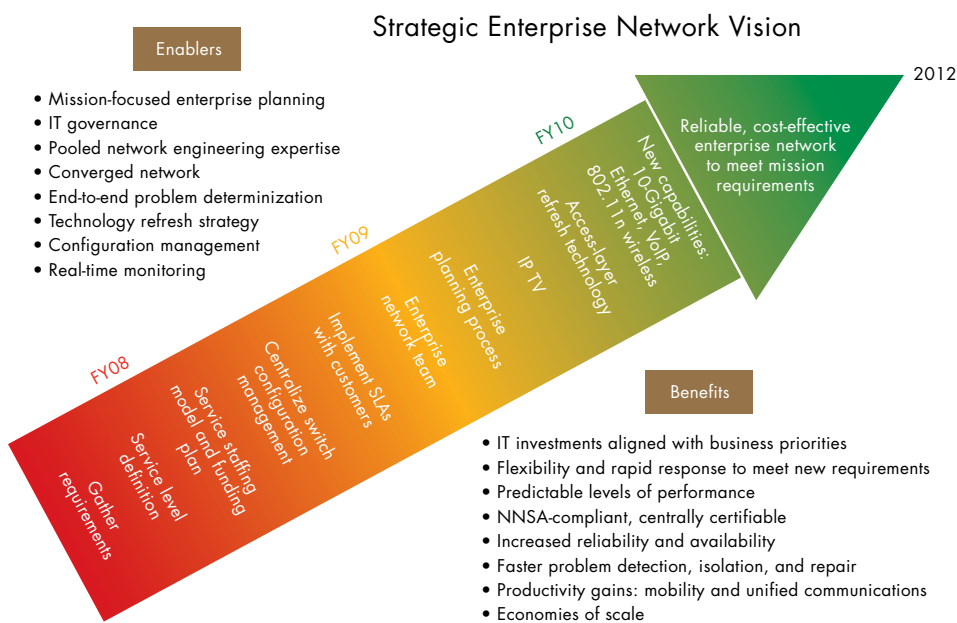 Strategic Enterprise Network Vision
Enablers
• Mission-focused enterprise planning
• IT governance
• Pooled network engineering expertise
• Converged network
• End-to-end problem determinization
• Technology refresh strategy
• Configuration management
• Real-time monitoring
FY08
FY09
FY10
2012
Gather
requirements
Service level
definition
Service staffing
model and funding
plan
Centralize switch
configuration
management
Implement SLAs
with customers
Enterprise
network team
Enterprise
planning process
IP TV
Access-layer
refresh technology
New capabilities:
10-Gigabit
Ethernet, VoIP,
802.11n wireless
Reliable, cost-effective
enterprise network
to meet mission
requirements
Benefits
• IT investments aligned with business priorities
• Flexibility and rapid response to meet new requirements
• Predictable levels of performance
• NNSA-compliant, centrally certifiable
• Increased reliability and availability
• Faster problem detection, isolation, and repair
• Productivity gains: mobility and unified communications
• Economies of scale